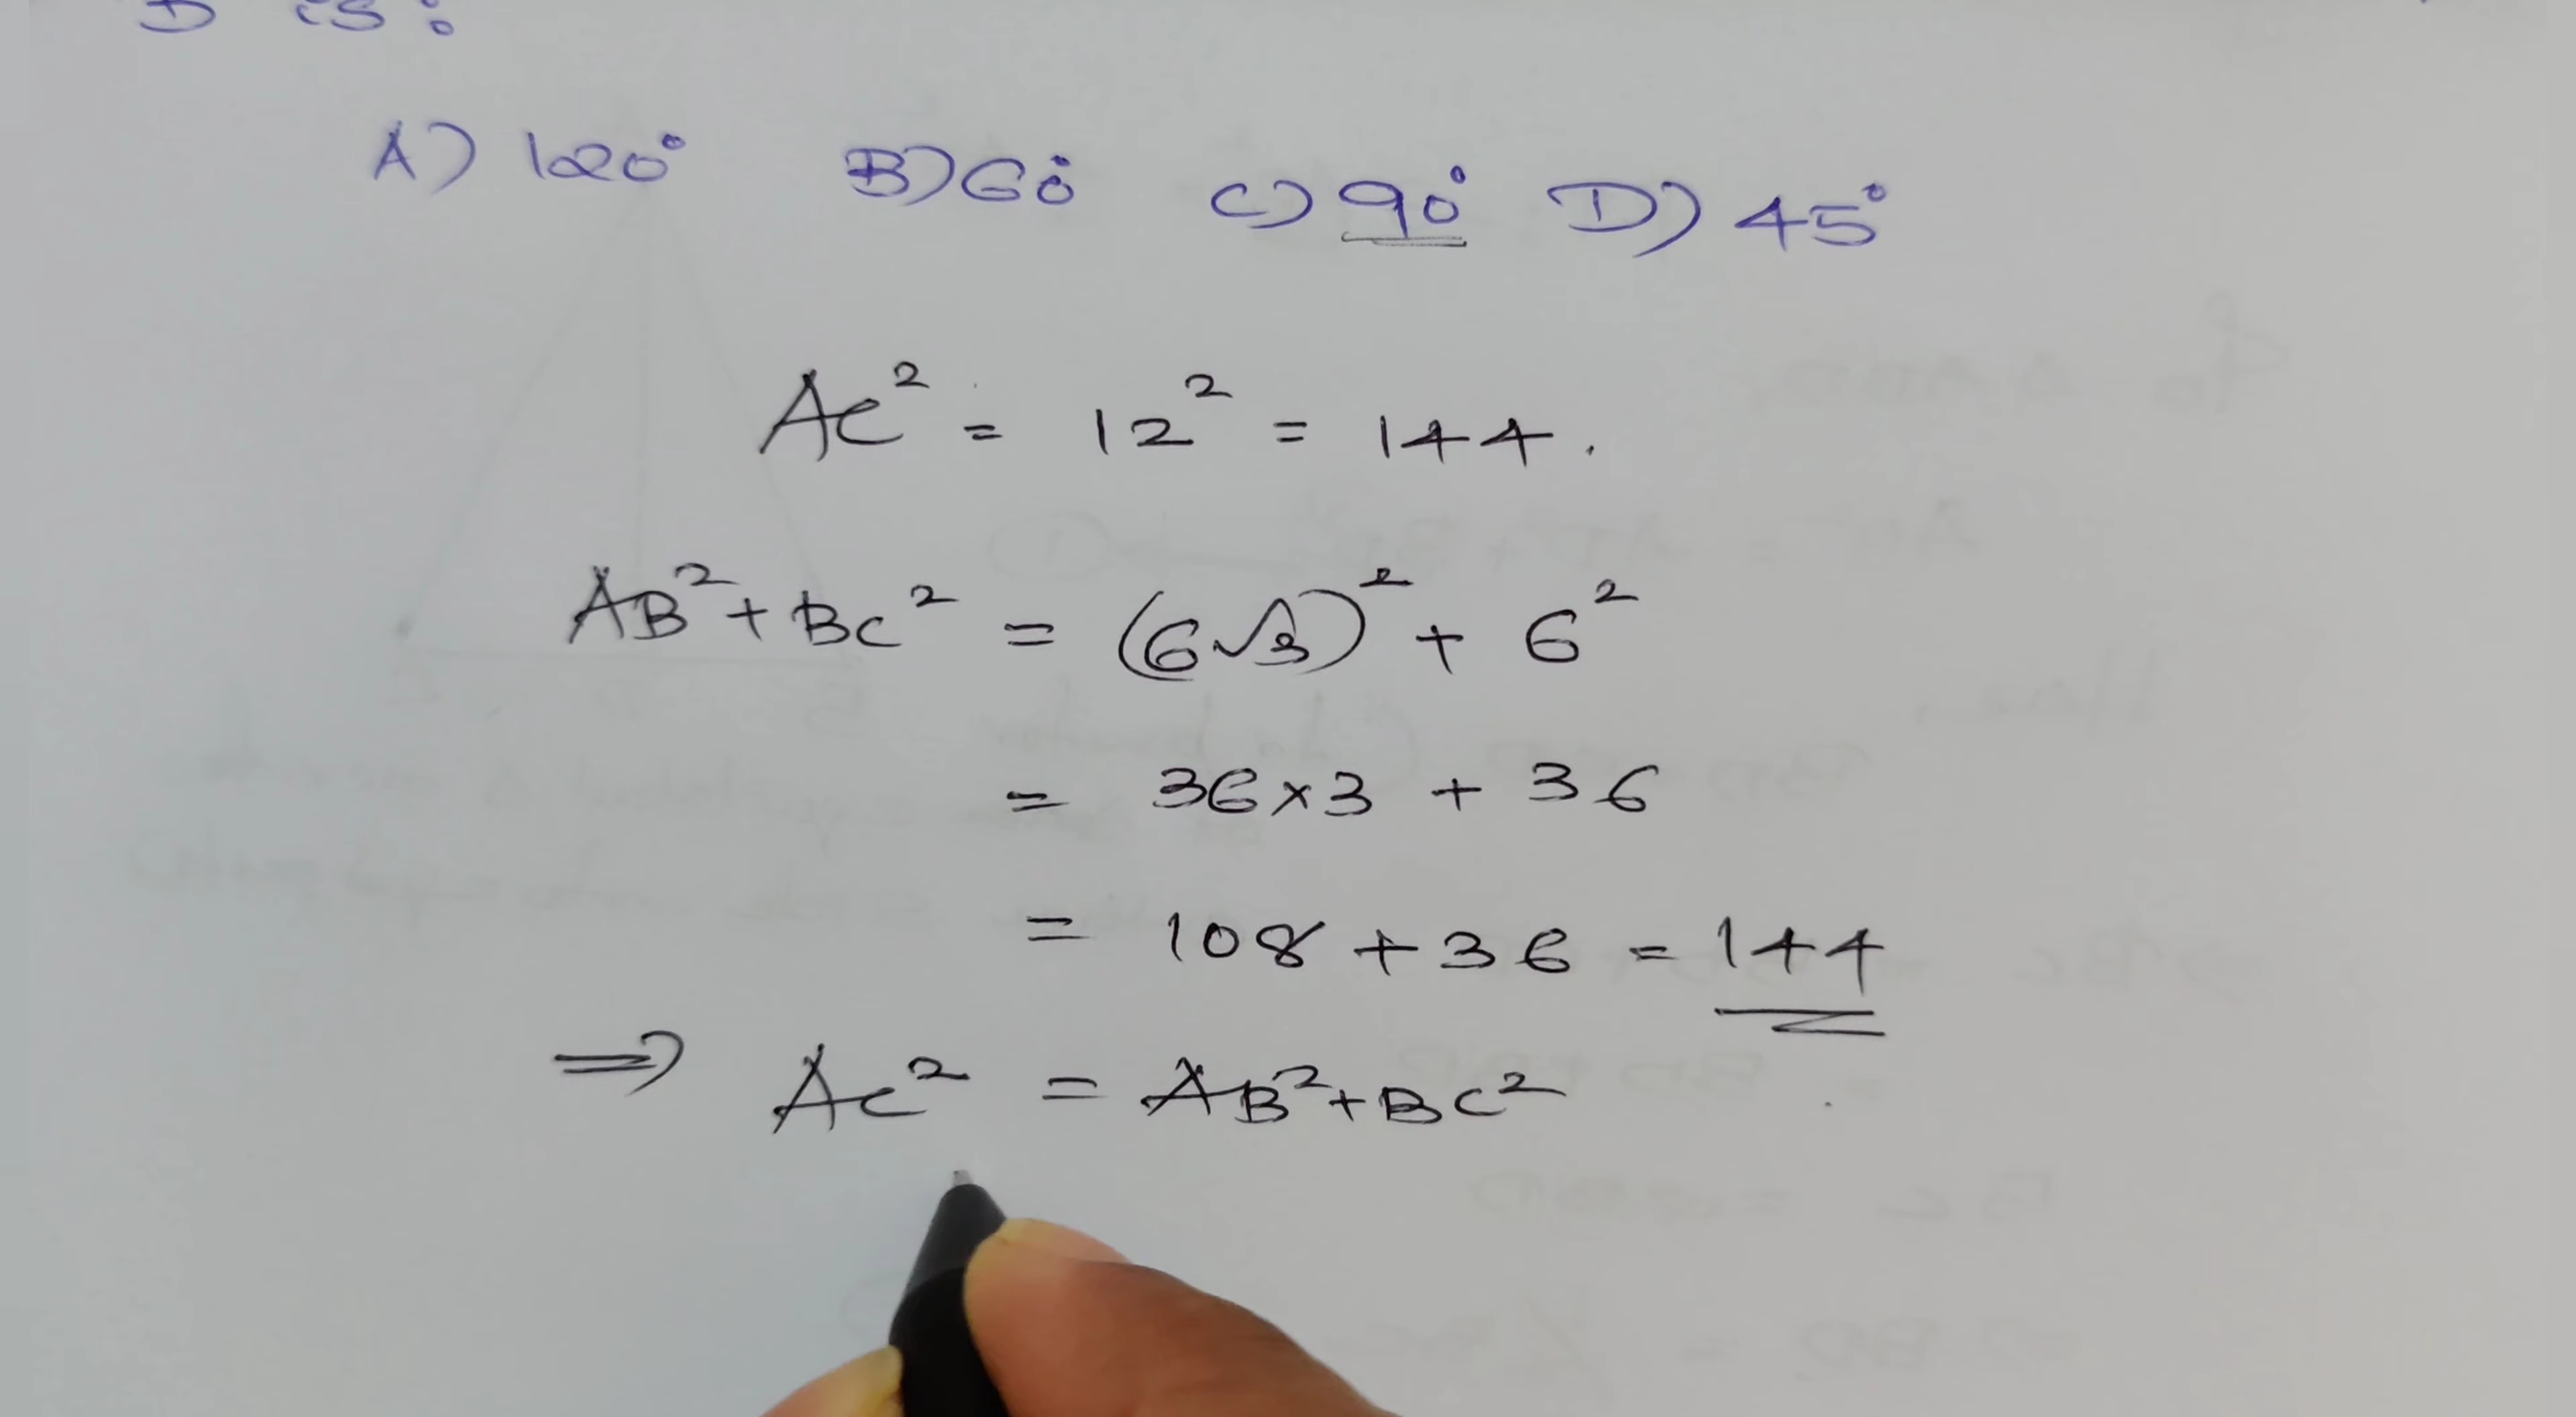 B is:
A) 120° B) 60° C) 90° D) 45°
AC² = 12² = 144.
AB² + BC² = (6√3)² + 6²
= 36×3 + 36
= 108 + 36 = 144
⇒ AC² = AB² + BC²